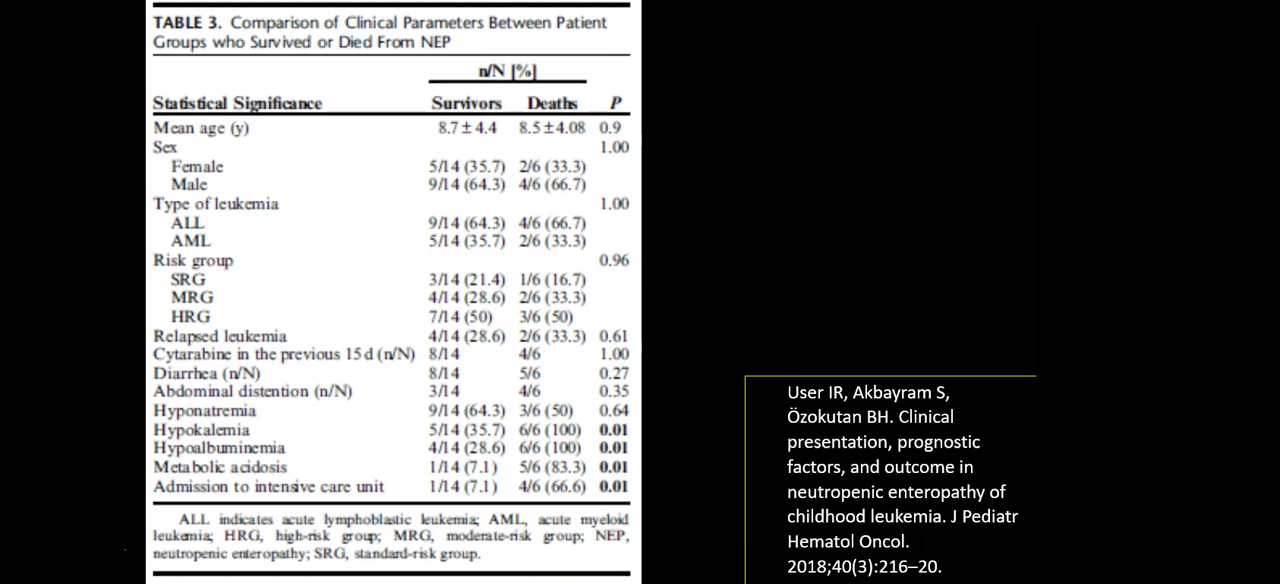 TABLE 3. Comparison of Clinical Parameters Between Patient
Groups who Survived or Died From NEP
n/N [%]
Statistical Significance Survivors Deaths P
Mean age (y) 8.7 ± 4.4 8.5 ± 4.08 0.9
Sex 1.00
Female 5/14 (35.7) 2/6 (33.3)
Male 9/14 (64.3) 4/6 (66.7)
Type of leukemia 1.00
ALL 9/14 (64.3) 4/6 (66.7)
AML 5/14 (35.7) 2/6 (33.3)
Risk group 0.96
SRG 3/14 (21.4) 1/6 (16.7)
MRG 4/14 (28.6) 2/6 (33.3)
HRG 7/14 (50) 3/6 (50)
Relapsed leukemia 4/14 (28.6) 2/6 (33.3) 0.61
Cytarabine in the previous 15 d (n/N) 8/14 4/6 1.00
Diarrhea (n/N) 8/14 5/6 0.27
Abdominal distention (n/N) 3/14 4/6 0.35
Hyponatremia 9/14 (64.3) 3/6 (50) 0.64
Hypokalemia 5/14 (35.7) 6/6 (100) 0.01
Hypoalbuminemia 4/14 (28.6) 6/6 (100) 0.01
Metabolic acidosis 1/14 (7.1) 5/6 (83.3) 0.01
Admission to intensive care unit 1/14 (7.1) 4/6 (66.6) 0.01
ALL indicates acute lymphoblastic leukemia; AML, acute myeloid
leukemia; HRG, high-risk group; MRG, moderate-risk group; NEP,
neutropenic enteropathy; SRG, standard-risk group.
User IR, Akbayram S,
Özokutan BH. Clinical
presentation, prognostic
factors, and outcome in
neutropenic enteropathy of
childhood leukemia. J Pediatr
Hematol Oncol.
2018;40(3):216–20.